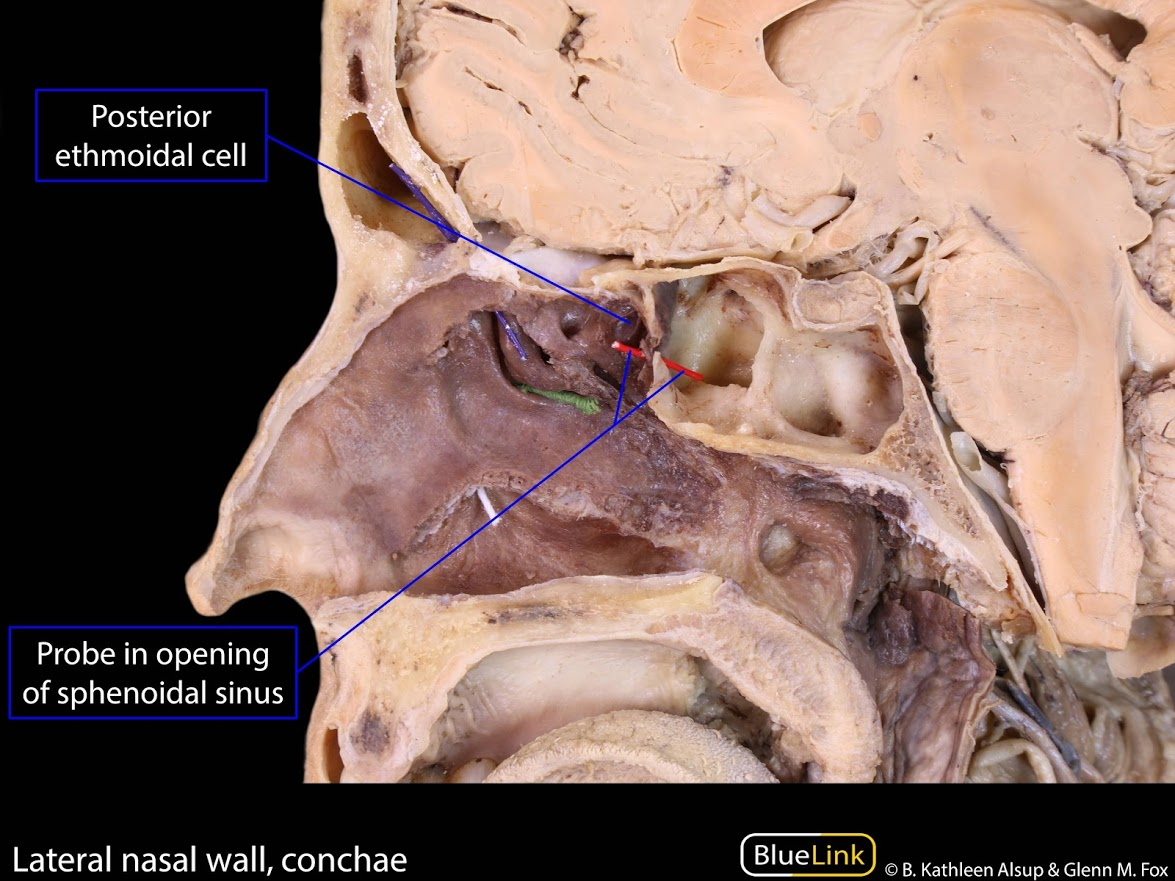 Posterior
ethmoidal cell
Probe in opening
of sphenoidal sinus
Lateral nasal wall, conchae
BlueLink
© B. Kathleen Alsup & Glenn M. Fox